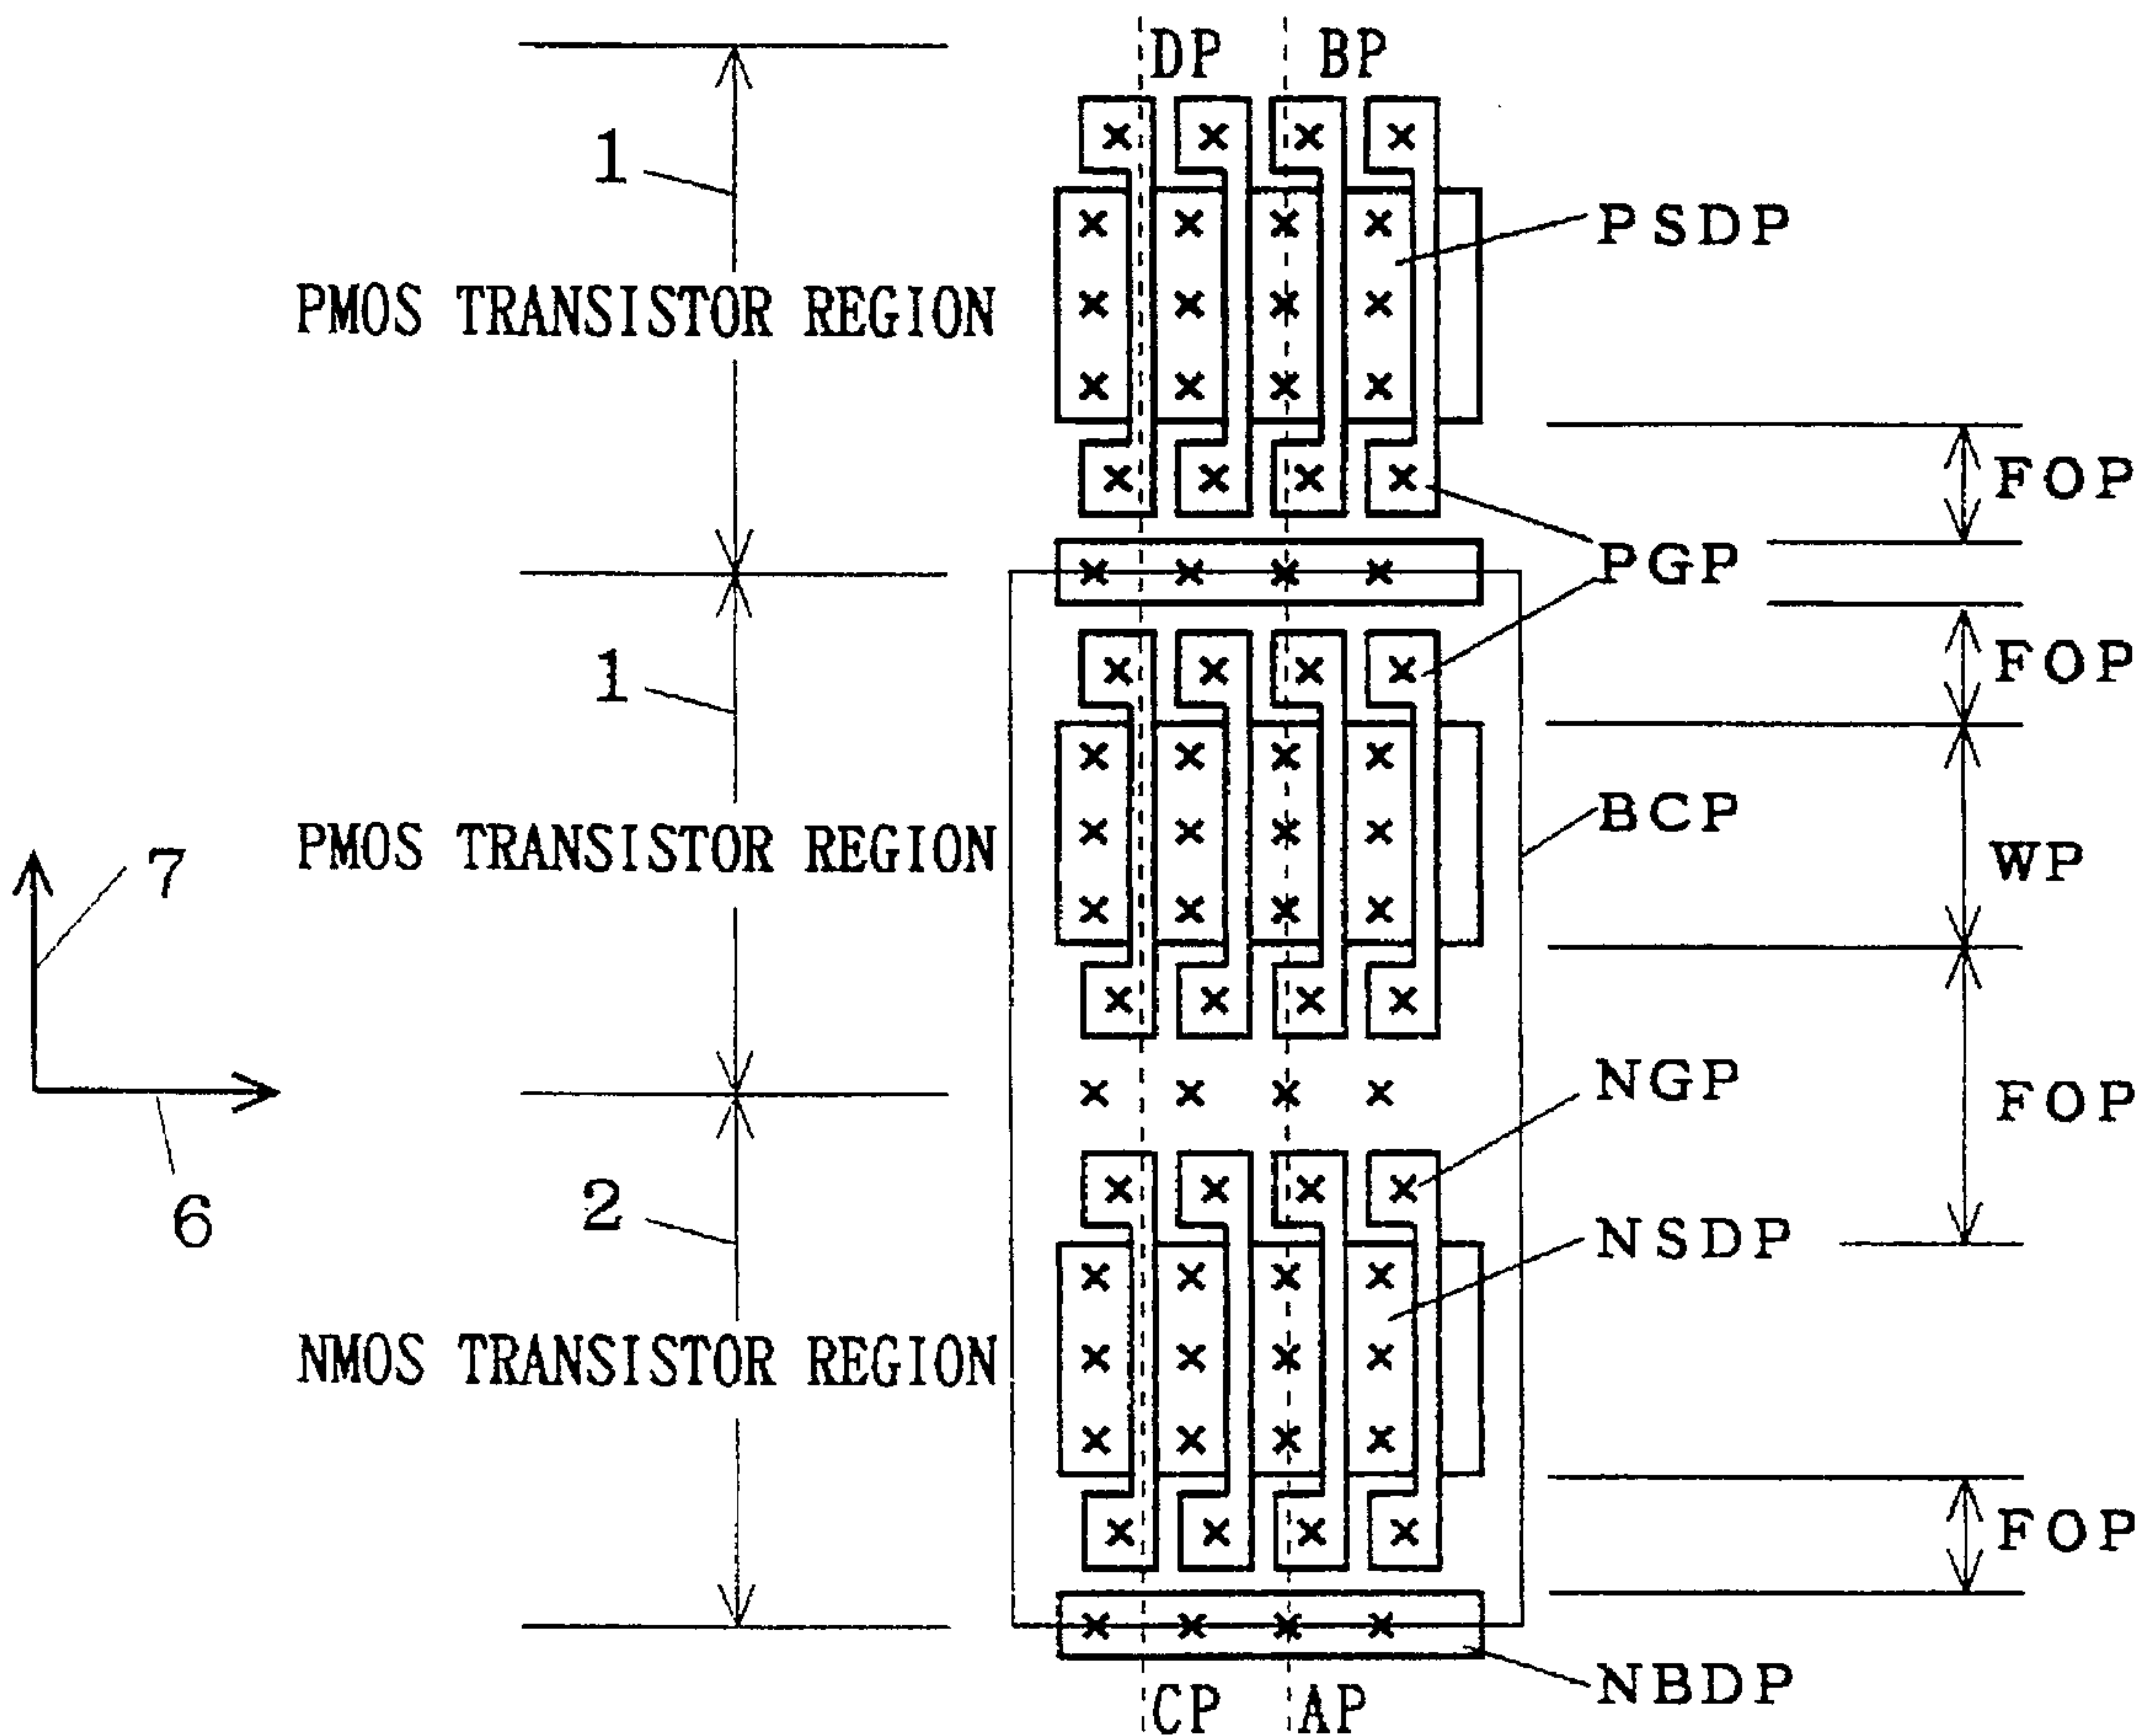 DP
BP
1
PSDP
PMOS TRANSISTOR REGION
FOP
PGP
1
FOP
BCP
PMOS TRANSISTOR REGION
WP
7
NGP
FOP
6
2
NSDP
NMOS TRANSISTOR REGION
FOP
NBDP
CP
AP